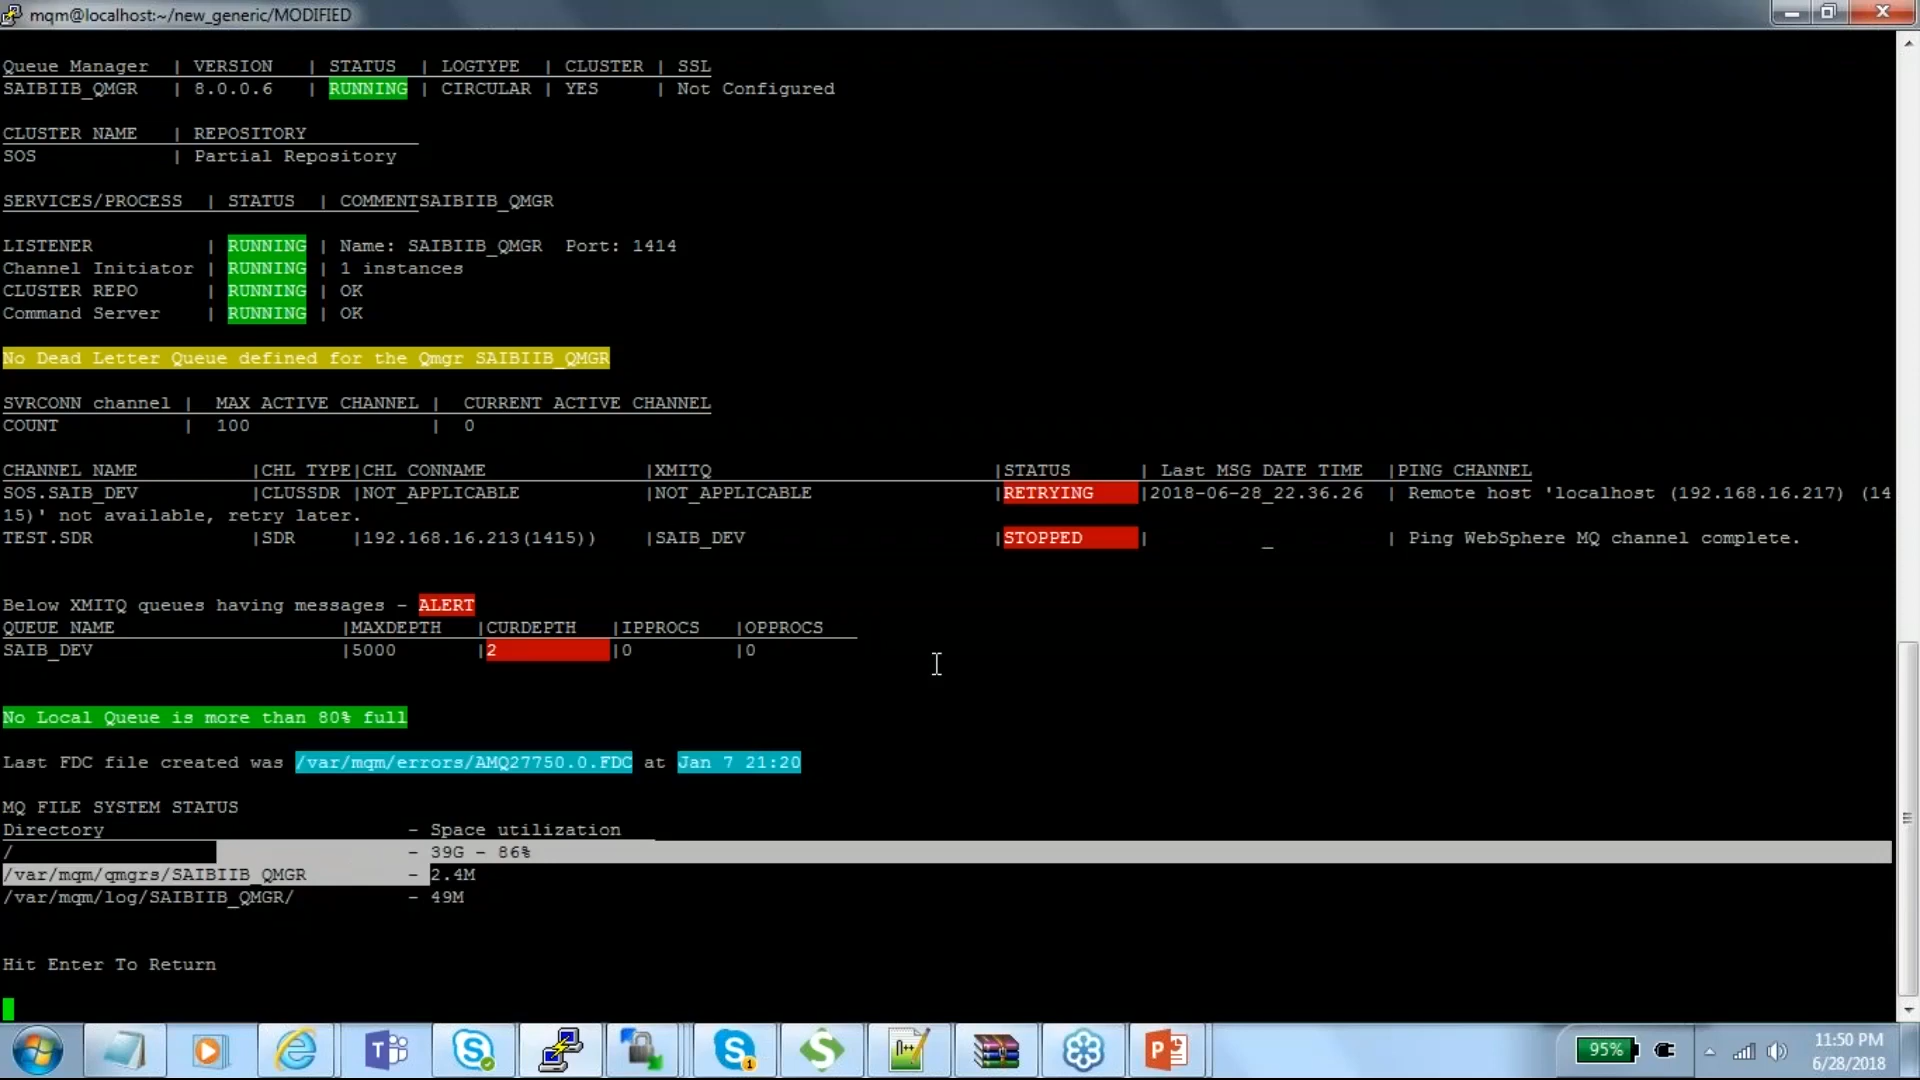 mqm@localhost:~/new_generic/MODIFIED
Queue Manager | VERSION | STATUS | LOGTYPE | CLUSTER | SSL
SAIBIIB_QMGR | 8.0.0.6 | RUNNING | CIRCULAR | YES | Not Configured
CLUSTER NAME | REPOSITORY
SOS | Partial Repository
SERVICES/PROCESS | STATUS | COMMENTSAIBIIB_QMGR
LISTENER | RUNNING | Name: SAIBIIB_QMGR Port: 1414
Channel Initiator | RUNNING | 1 instances
CLUSTER REPO | RUNNING | OK
Command Server | RUNNING | OK
No Dead Letter Queue defined for the Qmgr SAIBIIB_QMGR
SVRCONN channel | MAX ACTIVE CHANNEL | CURRENT ACTIVE CHANNEL
COUNT | 100 | 0
CHANNEL NAME |CHL TYPE|CHL CONNAME |XMITQ |STATUS | Last MSG DATE TIME |PING CHANNEL
SOS.SAIB_DEV |CLUSSDR |NOT_APPLICABLE |NOT_APPLICABLE |RETRYING |2018-06-28_22.36.26 | Remote host 'localhost (192.168.16.217) (14
15)' not available, retry later.
TEST.SDR |SDR |192.168.16.213(1415)) |SAIB_DEV |STOPPED | _ | Ping WebSphere MQ channel complete.
Below XMITQ queues having messages - ALERT
QUEUE NAME |MAXDEPTH |CURDEPTH |IPPROCS |OPPROCS
SAIB_DEV |5000 |2 |0 |0
No Local Queue is more than 80% full
Last FDC file created was /var/mqm/errors/AMQ27750.0.FDC at Jan 7 21:20
MQ FILE SYSTEM STATUS
Directory - Space utilization
/ - 39G - 86%
/var/mqm/qmgrs/SAIBIIB_QMGR - 2.4M
/var/mqm/log/SAIBIIB_QMGR/ - 49M
Hit Enter To Return
95%
11:50 PM
6/28/2018